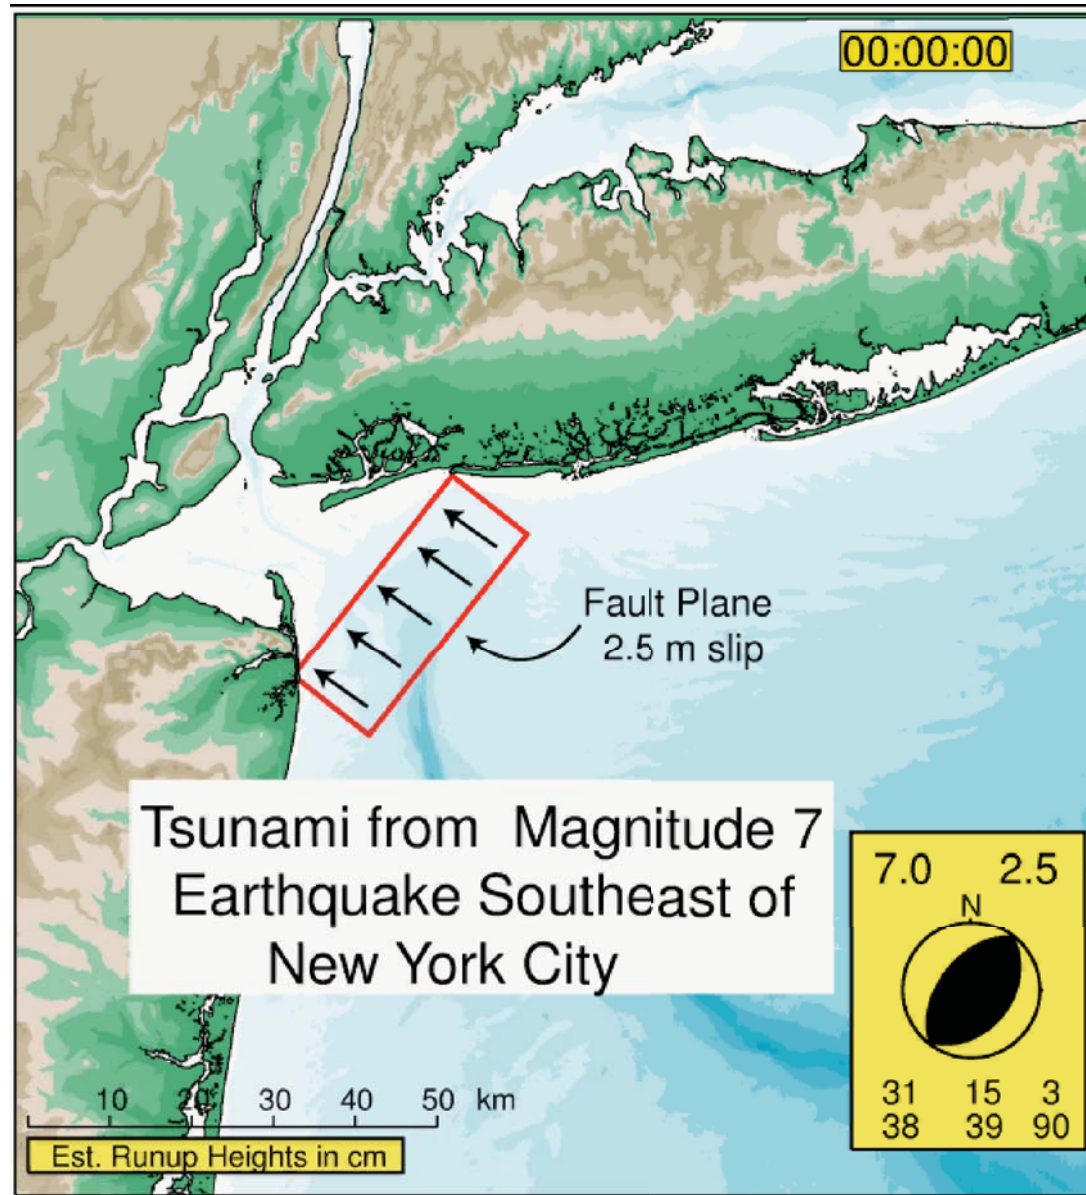 00:00:00
Fault Plane
2.5 m slip
Tsunami from Magnitude 7
Earthquake Southeast of
New York City
7.0 2.5
N
31 15 3
38 39 90
10 20 30 40 50 km
Est. Runup Heights in cm